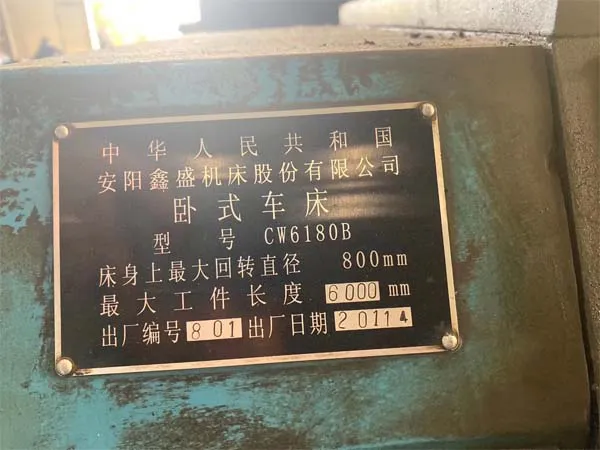 中华人民共和国
安阳鑫盛机床股份有限公司
卧式车床
型号 CW6180B
床身上最大回转直径 800mm
最大工件长度 6000 mm
出厂编号 801 出厂日期 20114